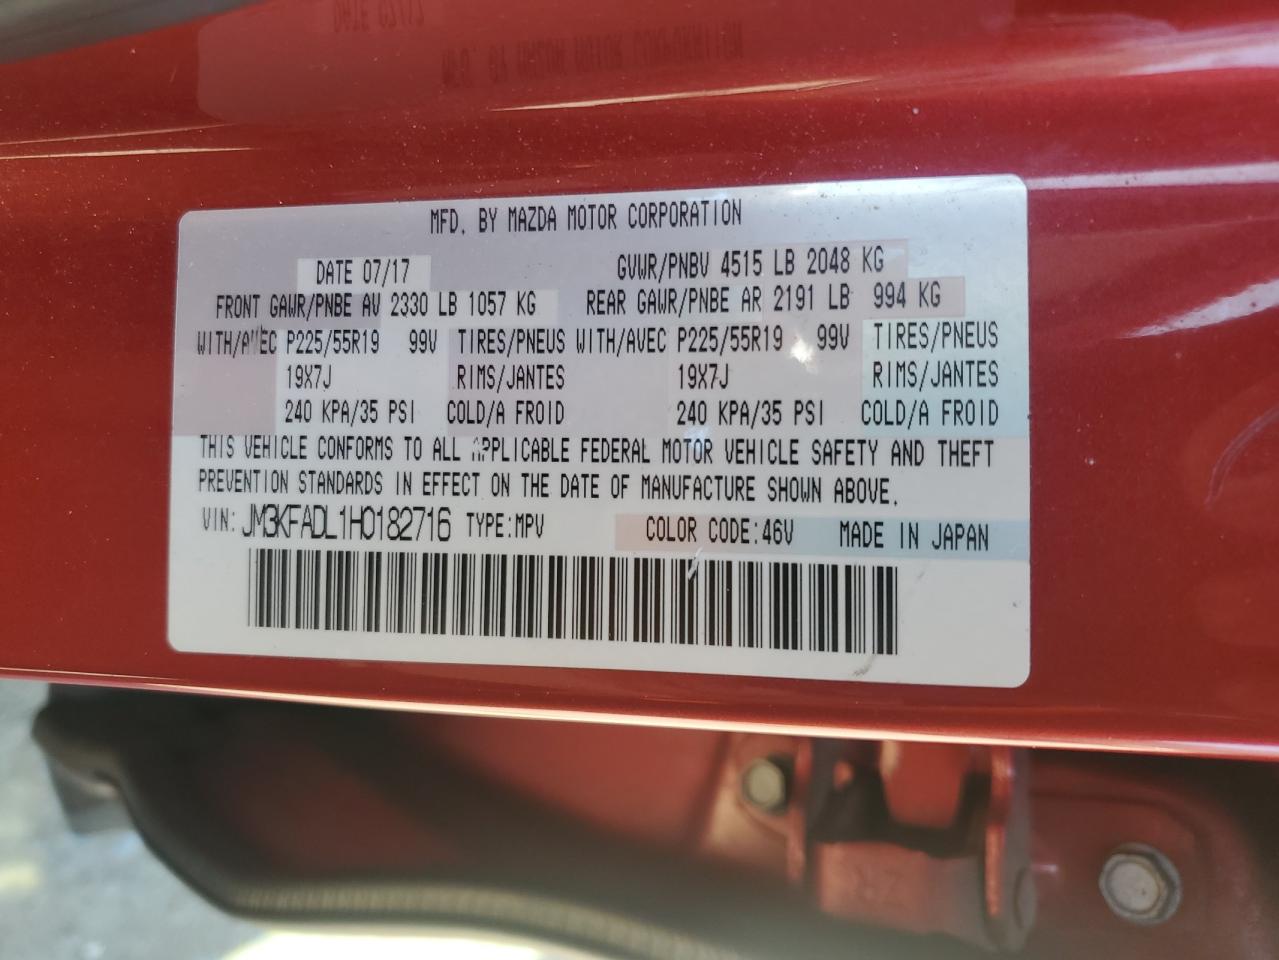 MFD. BY MAZDA MOTOR CORPORATION
DATE 07/17 GVWR/PNBV 4515 LB 2048 KG
FRONT GAWR/PNBE AV 2330 LB 1057 KG REAR GAWR/PNBE AR 2191 LB 994 KG
WITH/AVEC P225/55R19 99V TIRES/PNEUS WITH/AVEC P225/55R19 99V TIRES/PNEUS
19X7J RIMS/JANTES 19X7J RIMS/JANTES
240 KPA/35 PSI COLD/A FROID 240 KPA/35 PSI COLD/A FROID
THIS VEHICLE CONFORMS TO ALL APPLICABLE FEDERAL MOTOR VEHICLE SAFETY AND THEFT
PREVENTION STANDARDS IN EFFECT ON THE DATE OF MANUFACTURE SHOWN ABOVE.
VIN: JM3KFADL1H0182716 TYPE:MPV COLOR CODE:46V MADE IN JAPAN